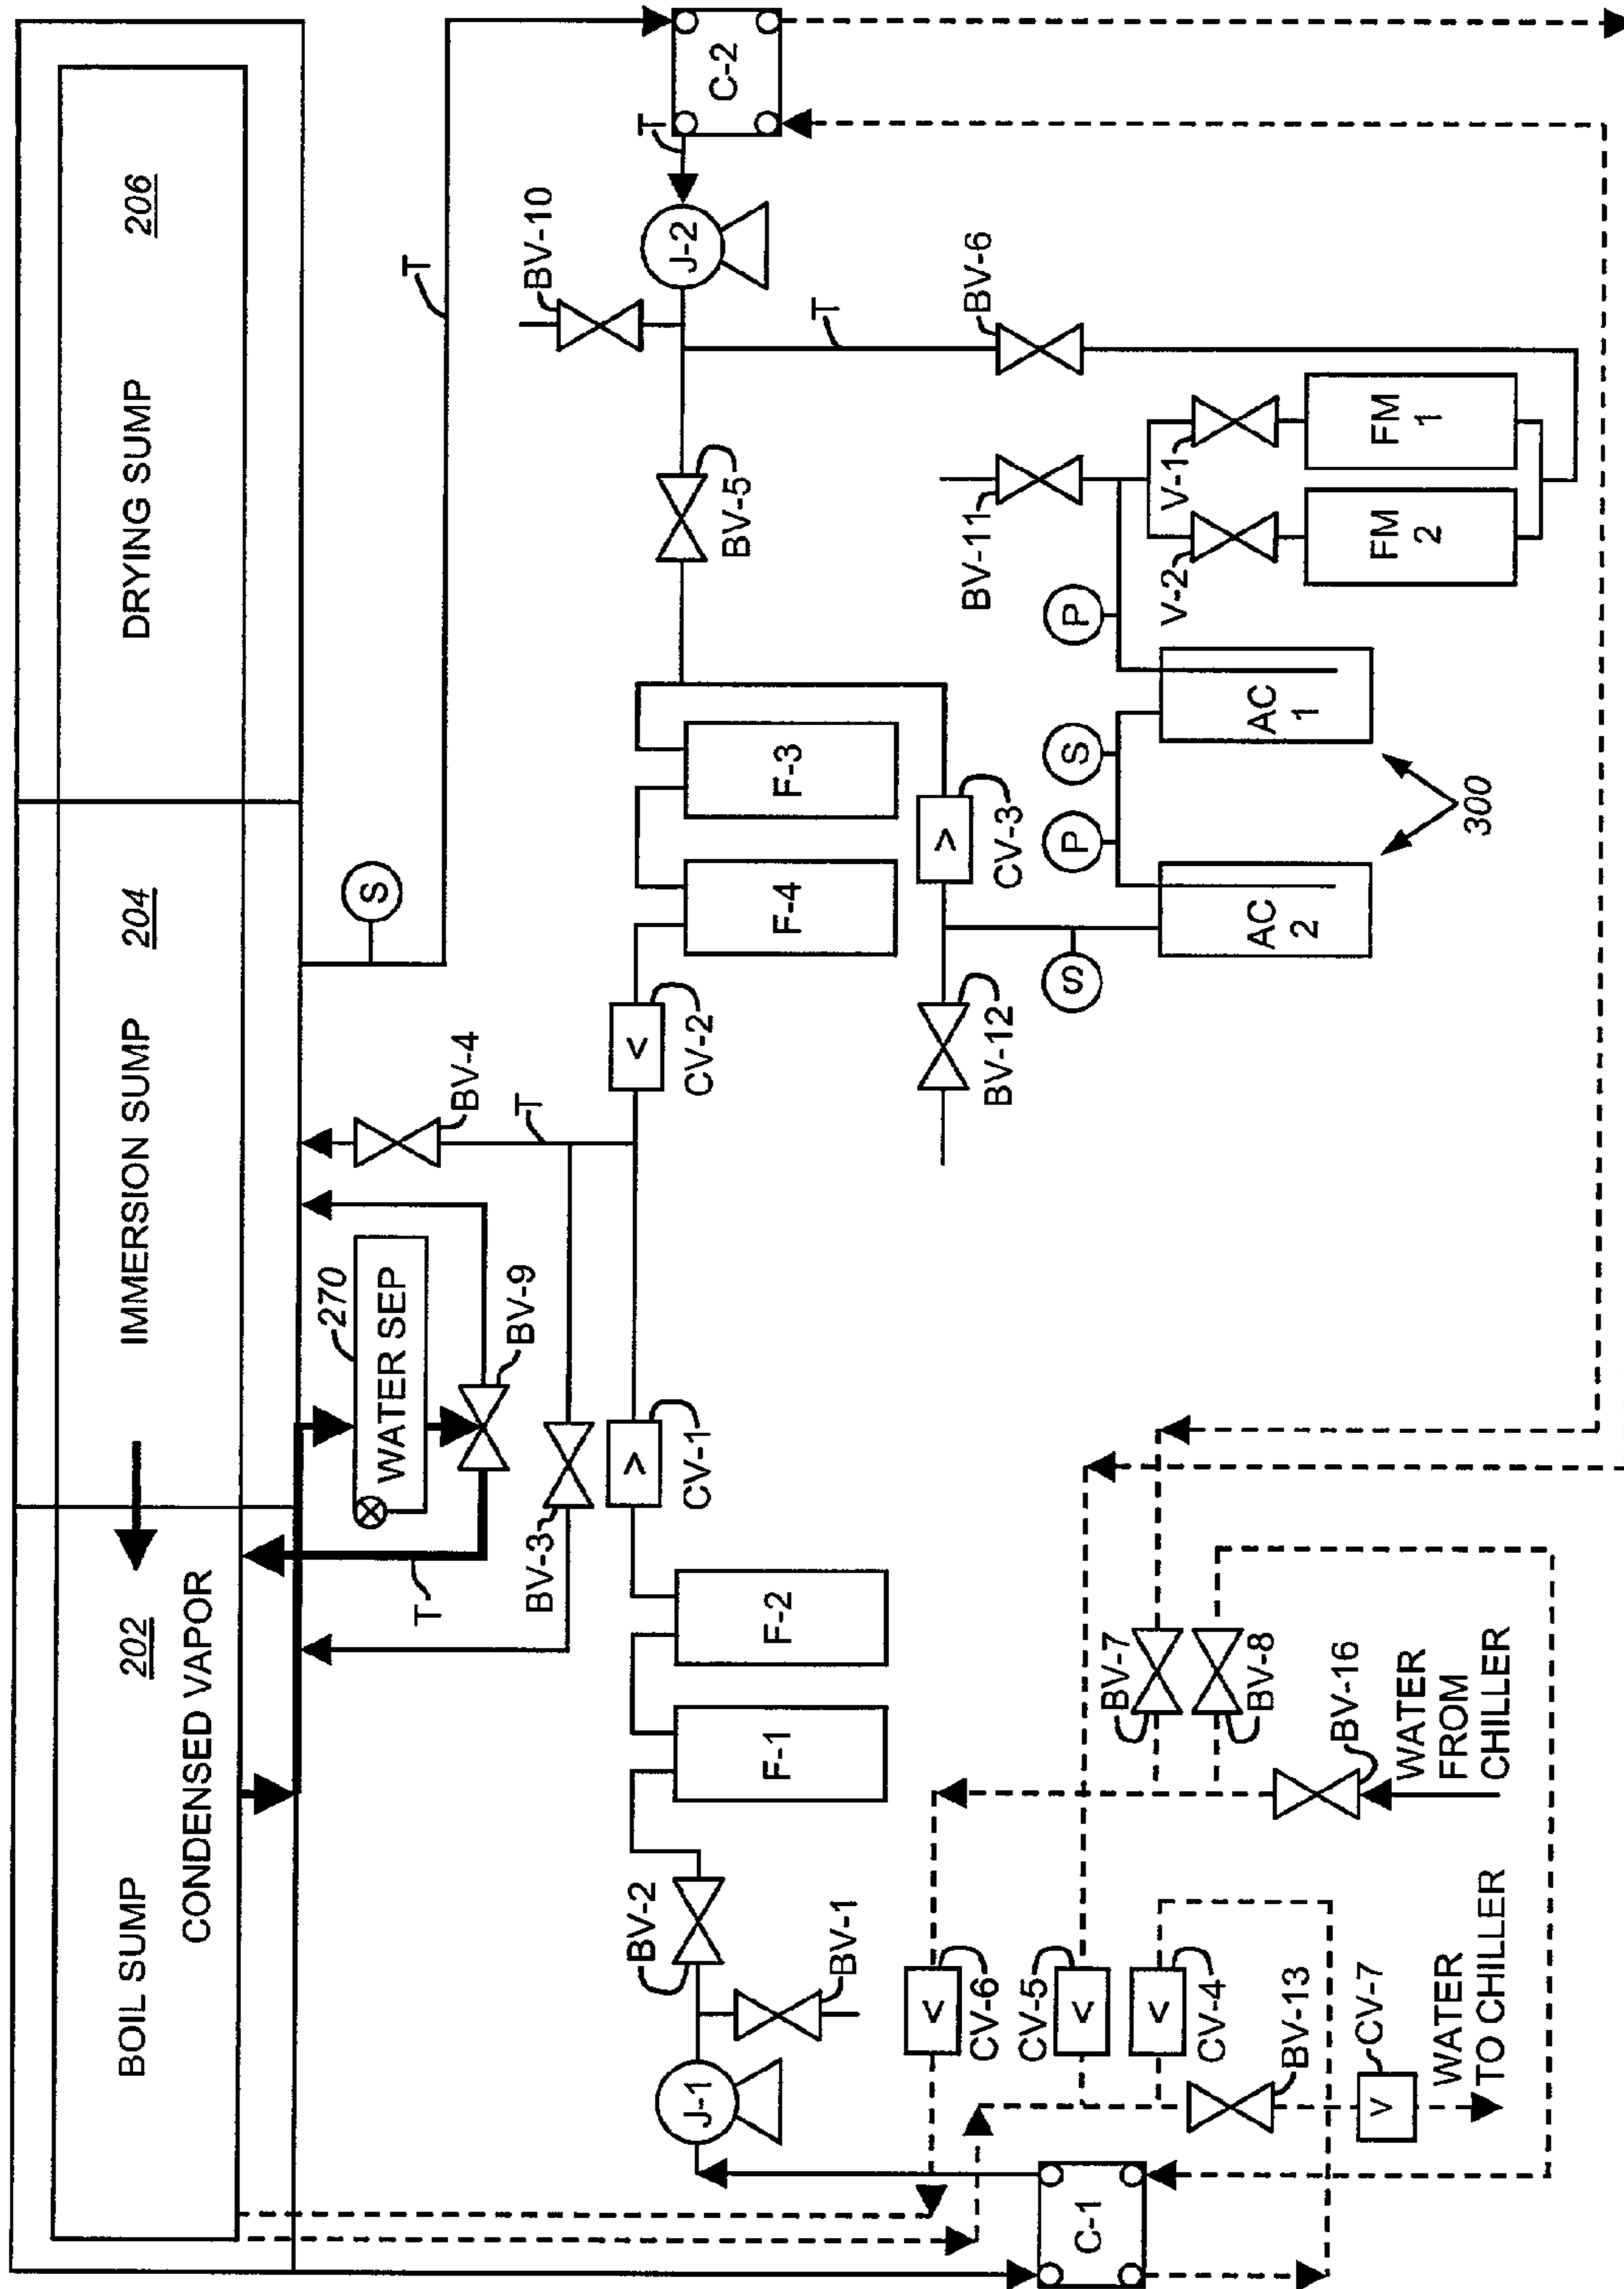 BOIL SUMP
202
CONDENSED VAPOR
IMMERSION SUMP
204
DRYING SUMP
206
S
T
270
WATER SEP
BV-9
T
BV-3
BV-4
T
C-2
T
J-2
BV-10
T
BV-6
BV-5
F-3
F-4
CV-2
CV-3
BV-12
S
BV-11
P
V-1
V-2
FM
1
FM
2
AC
1
AC
2
S
P
300
CV-1
F-2
F-1
BV-2
BV-1
J-1
CV-6
CV-5
CV-4
BV-13
CV-7
WATER
TO CHILLER
BV-7
BV-8
BV-16
WATER
FROM
CHILLER
C-1